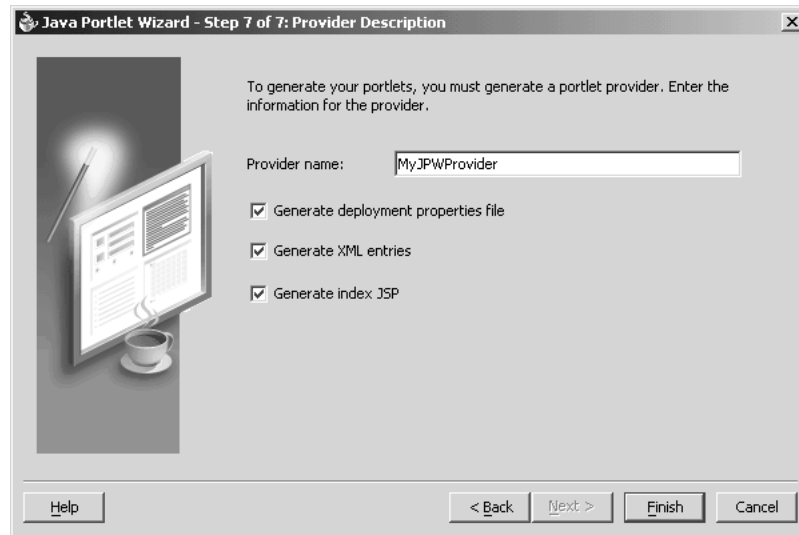 Java Portlet Wizard - Step 7 of 7: Provider Description
To generate your portlets, you must generate a portlet provider. Enter the
information for the provider.
Provider name: MyJPWProvider
Generate deployment properties file
Generate XML entries
Generate index JSP
Help < Back Next > Finish Cancel